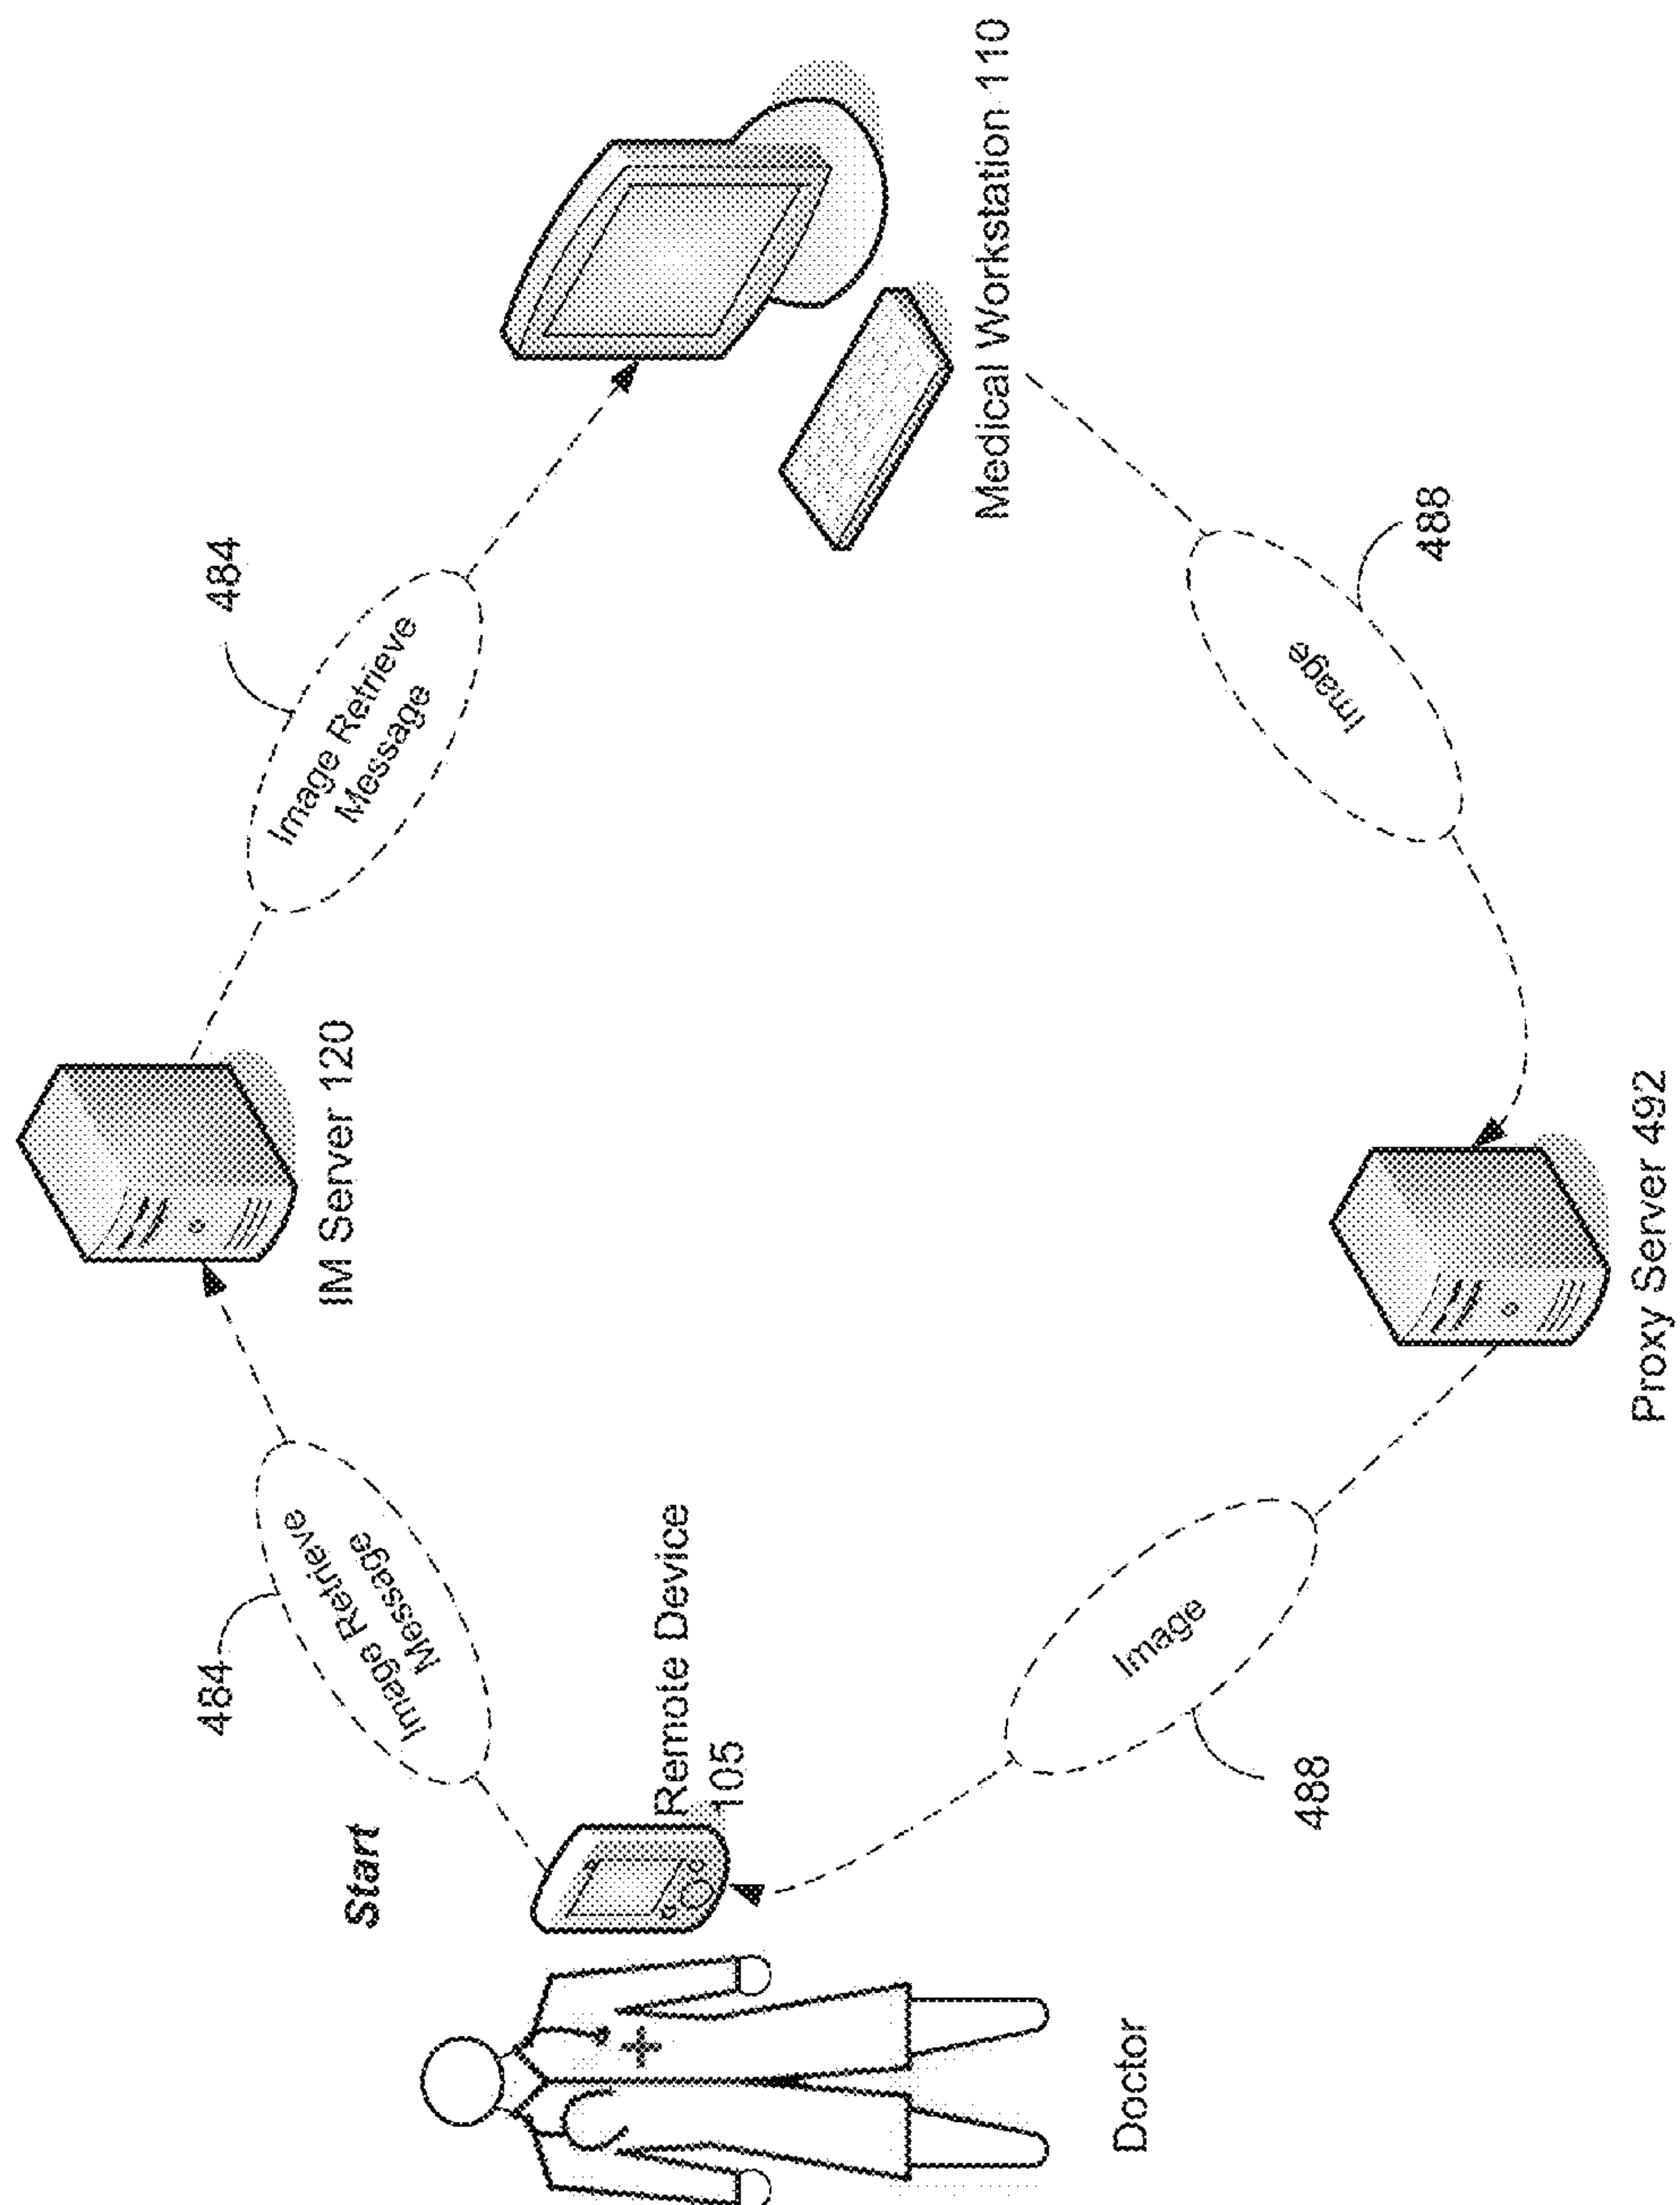 Start
484
Image Retrieve
Message
IM Server 120
484
Image Retrieve
Message
Medical Workstation 110
Remote Device
105
Doctor
488
Image
Proxy Server 492
488
Image